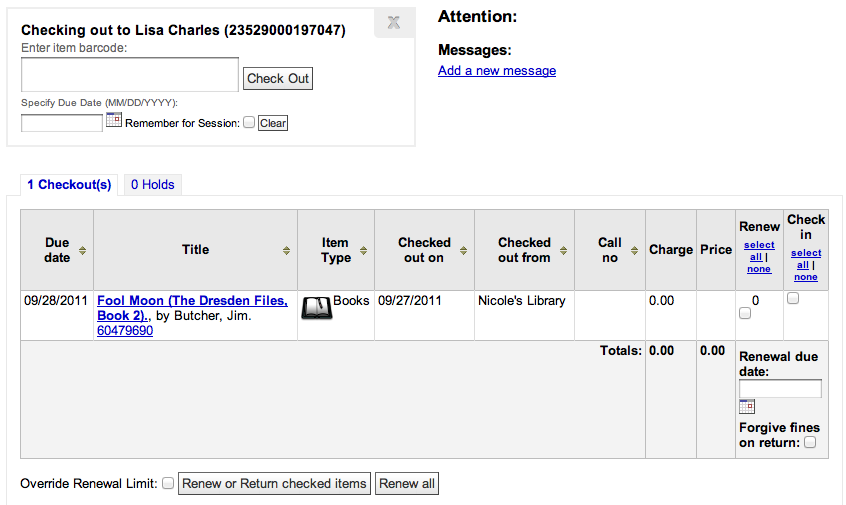 Checking out to Lisa Charles (23529000197047)
X
Enter item barcode:
Check Out
Specify Due Date (MM/DD/YYYY):
Remember for Session:
Clear
Attention:
Messages:
Add a new message
1 Checkout(s)
0 Holds
Due
date
Title
Item
Type
Checked
out on
Checked
out from
Call
no
Charge
Price
Renew
select
all |
none
Check
in
select
all |
none
09/28/2011
Fool Moon (The Dresden Files,
Book 2)., by Butcher, Jim.
60479690
Books
09/27/2011
Nicole's Library
0.00
0
Totals:
0.00
0.00
Renewal due
date:
Forgive fines
on return:
Override Renewal Limit:
Renew or Return checked items
Renew all